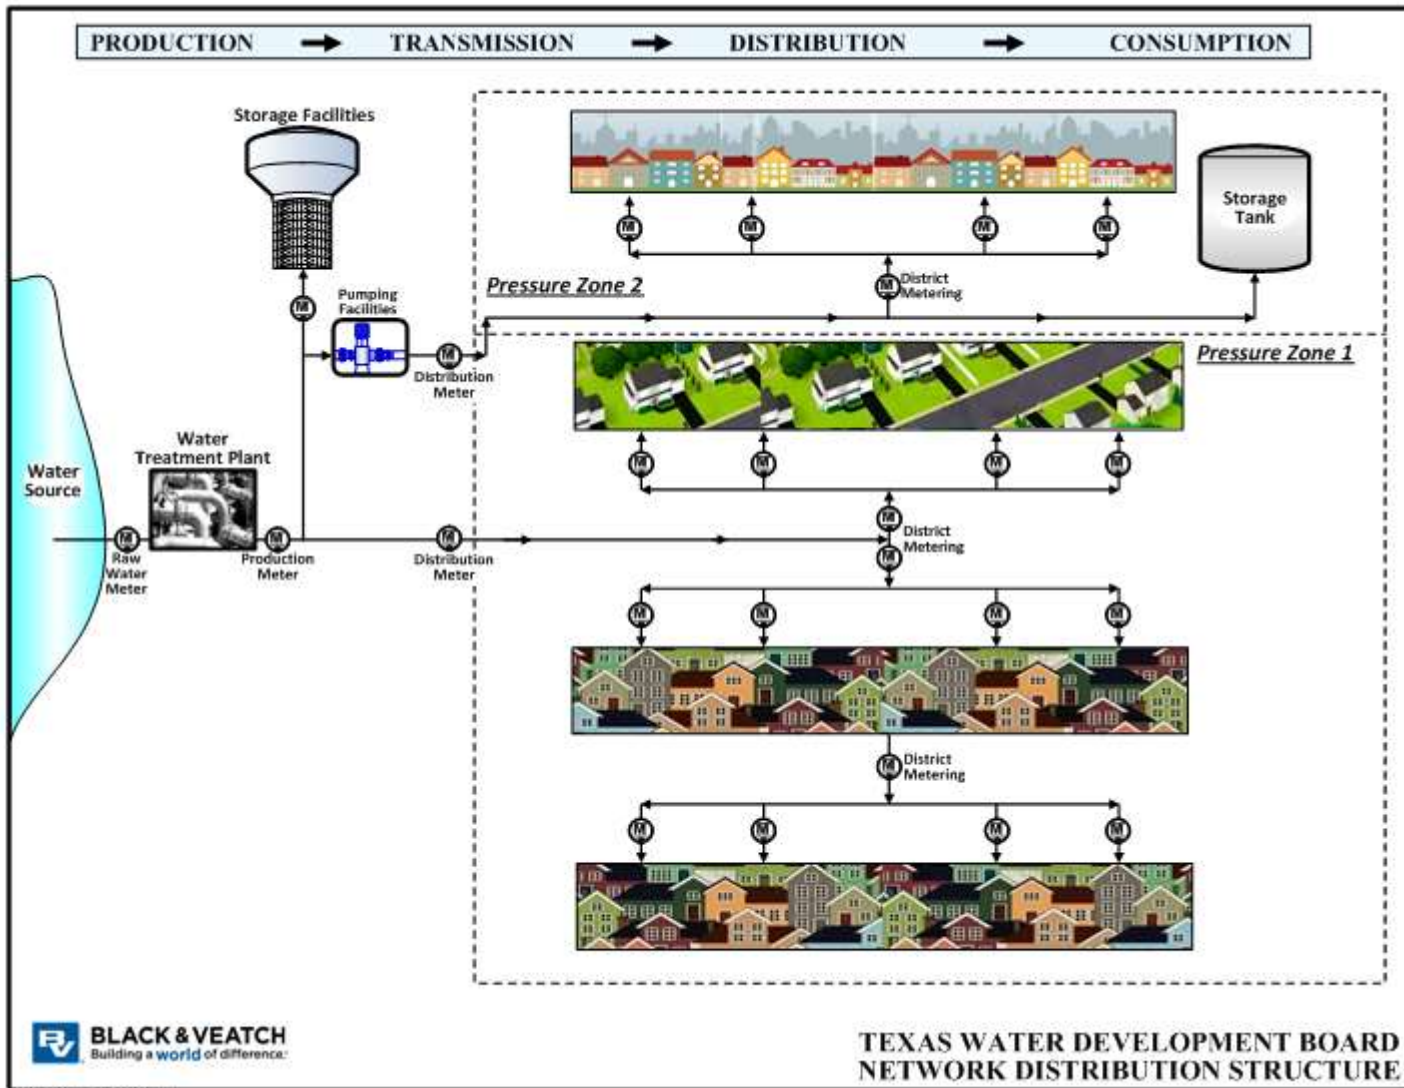 PRODUCTION → TRANSMISSION → DISTRIBUTION → CONSUMPTION
Storage Facilities
Storage
Tank
M M M M
M
District
Metering
Pressure Zone 2
M
Pumping
Facilities
M
Distribution
Meter
Pressure Zone 1
Water
Treatment Plant
Water
Source
M M M M
M
District
Metering
M
M
Raw
Water
Meter
M
Production
Meter
M
Distribution
Meter
M M M M
M
District
Metering
M M M M
BV
BLACK & VEATCH
Building a world of difference.
TEXAS WATER DEVELOPMENT BOARD
NETWORK DISTRIBUTION STRUCTURE